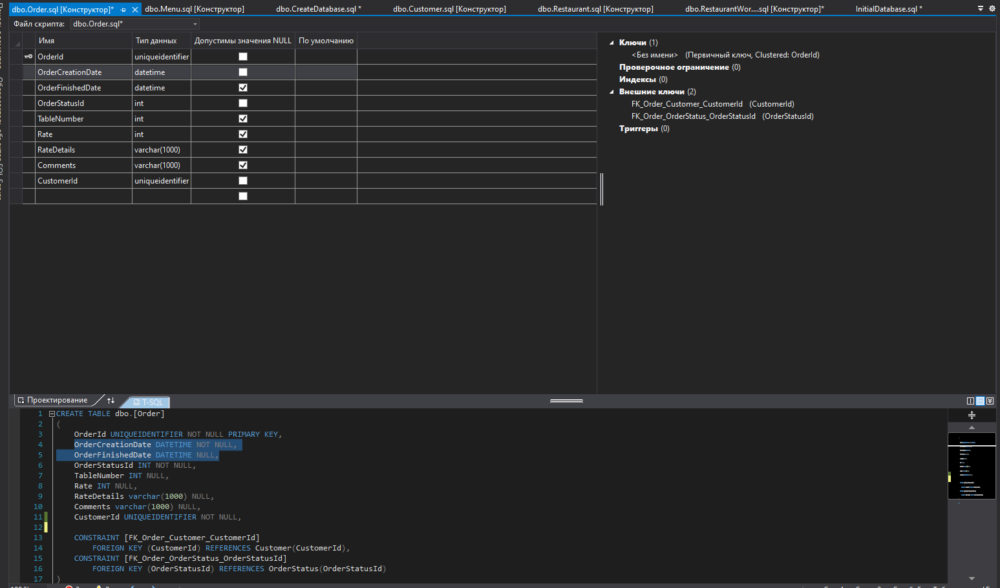 dbo.Order.sql [Конструктор]*
dbo.Menu.sql [Конструктор]
dbo.CreateDatabase.sql *
dbo.Customer.sql [Конструктор]
dbo.Restaurant.sql [Конструктор]
dbo.RestaurantWor....sql [Конструктор]*
InitialDatabase.sql *
Файл скрипта: dbo.Order.sql*
Имя Тип данных Допустимы значения NULL По умолчанию
OrderId uniqueidentifier
OrderCreationDate datetime
OrderFinishedDate datetime
OrderStatusId int
TableNumber int
Rate int
RateDetails varchar(1000)
Comments varchar(1000)
CustomerId uniqueidentifier
Ключи (1)
<Без имени> (Первичный ключ, Clustered: OrderId)
Проверочное ограничение (0)
Индексы (0)
Внешние ключи (2)
FK_Order_Customer_CustomerId (CustomerId)
FK_Order_OrderStatus_OrderStatusId (OrderStatusId)
Триггеры (0)
Проектирование T-SQL
1 CREATE TABLE dbo.[Order]
2 (
3 OrderId UNIQUEIDENTIFIER NOT NULL PRIMARY KEY,
4 OrderCreationDate DATETIME NOT NULL,
5 OrderFinishedDate DATETIME NULL,
6 OrderStatusId INT NOT NULL,
7 TableNumber INT NULL,
8 Rate INT NULL,
9 RateDetails varchar(1000) NULL,
10 Comments varchar(1000) NULL,
11 CustomerId UNIQUEIDENTIFIER NOT NULL,
12
13 CONSTRAINT [FK_Order_Customer_CustomerId]
14 FOREIGN KEY (CustomerId) REFERENCES Customer(CustomerId),
15 CONSTRAINT [FK_Order_OrderStatus_OrderStatusId]
16 FOREIGN KEY (OrderStatusId) REFERENCES OrderStatus(OrderStatusId)
17 )